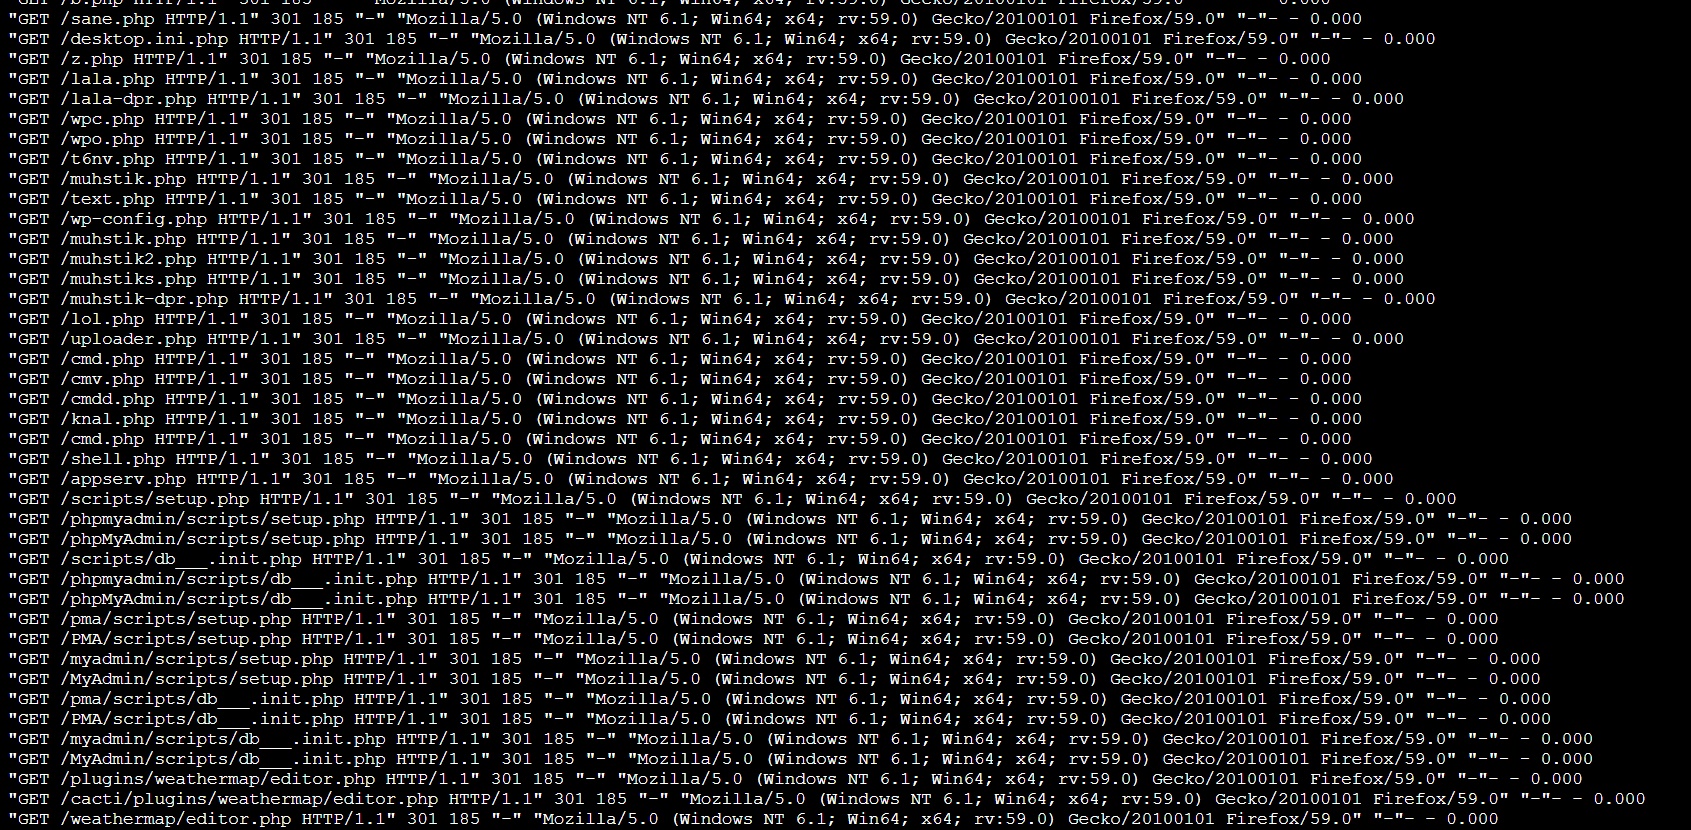 "GET /b.php HTTP/1.1" 301 185 "-" "Mozilla/5.0 (Windows NT 6.1; Win64; x64; rv:59.0) Gecko/20100101 Firefox/59.0" "-"- - 0.000
"GET /sane.php HTTP/1.1" 301 185 "-" "Mozilla/5.0 (Windows NT 6.1; Win64; x64; rv:59.0) Gecko/20100101 Firefox/59.0" "-"- - 0.000
"GET /desktop.ini.php HTTP/1.1" 301 185 "-" "Mozilla/5.0 (Windows NT 6.1; Win64; x64; rv:59.0) Gecko/20100101 Firefox/59.0" "-"- - 0.000
"GET /z.php HTTP/1.1" 301 185 "-" "Mozilla/5.0 (Windows NT 6.1; Win64; x64; rv:59.0) Gecko/20100101 Firefox/59.0" "-"- - 0.000
"GET /lala.php HTTP/1.1" 301 185 "-" "Mozilla/5.0 (Windows NT 6.1; Win64; x64; rv:59.0) Gecko/20100101 Firefox/59.0" "-"- - 0.000
"GET /lala-dpr.php HTTP/1.1" 301 185 "-" "Mozilla/5.0 (Windows NT 6.1; Win64; x64; rv:59.0) Gecko/20100101 Firefox/59.0" "-"- - 0.000
"GET /wpc.php HTTP/1.1" 301 185 "-" "Mozilla/5.0 (Windows NT 6.1; Win64; x64; rv:59.0) Gecko/20100101 Firefox/59.0" "-"- - 0.000
"GET /wpo.php HTTP/1.1" 301 185 "-" "Mozilla/5.0 (Windows NT 6.1; Win64; x64; rv:59.0) Gecko/20100101 Firefox/59.0" "-"- - 0.000
"GET /t6nv.php HTTP/1.1" 301 185 "-" "Mozilla/5.0 (Windows NT 6.1; Win64; x64; rv:59.0) Gecko/20100101 Firefox/59.0" "-"- - 0.000
"GET /muhstik.php HTTP/1.1" 301 185 "-" "Mozilla/5.0 (Windows NT 6.1; Win64; x64; rv:59.0) Gecko/20100101 Firefox/59.0" "-"- - 0.000
"GET /text.php HTTP/1.1" 301 185 "-" "Mozilla/5.0 (Windows NT 6.1; Win64; x64; rv:59.0) Gecko/20100101 Firefox/59.0" "-"- - 0.000
"GET /wp-config.php HTTP/1.1" 301 185 "-" "Mozilla/5.0 (Windows NT 6.1; Win64; x64; rv:59.0) Gecko/20100101 Firefox/59.0" "-"- - 0.000
"GET /muhstik.php HTTP/1.1" 301 185 "-" "Mozilla/5.0 (Windows NT 6.1; Win64; x64; rv:59.0) Gecko/20100101 Firefox/59.0" "-"- - 0.000
"GET /muhstik2.php HTTP/1.1" 301 185 "-" "Mozilla/5.0 (Windows NT 6.1; Win64; x64; rv:59.0) Gecko/20100101 Firefox/59.0" "-"- - 0.000
"GET /muhstiks.php HTTP/1.1" 301 185 "-" "Mozilla/5.0 (Windows NT 6.1; Win64; x64; rv:59.0) Gecko/20100101 Firefox/59.0" "-"- - 0.000
"GET /muhstik-dpr.php HTTP/1.1" 301 185 "-" "Mozilla/5.0 (Windows NT 6.1; Win64; x64; rv:59.0) Gecko/20100101 Firefox/59.0" "-"- - 0.000
"GET /lol.php HTTP/1.1" 301 185 "-" "Mozilla/5.0 (Windows NT 6.1; Win64; x64; rv:59.0) Gecko/20100101 Firefox/59.0" "-"- - 0.000
"GET /uploader.php HTTP/1.1" 301 185 "-" "Mozilla/5.0 (Windows NT 6.1; Win64; x64; rv:59.0) Gecko/20100101 Firefox/59.0" "-"- - 0.000
"GET /cmd.php HTTP/1.1" 301 185 "-" "Mozilla/5.0 (Windows NT 6.1; Win64; x64; rv:59.0) Gecko/20100101 Firefox/59.0" "-"- - 0.000
"GET /cmv.php HTTP/1.1" 301 185 "-" "Mozilla/5.0 (Windows NT 6.1; Win64; x64; rv:59.0) Gecko/20100101 Firefox/59.0" "-"- - 0.000
"GET /cmdd.php HTTP/1.1" 301 185 "-" "Mozilla/5.0 (Windows NT 6.1; Win64; x64; rv:59.0) Gecko/20100101 Firefox/59.0" "-"- - 0.000
"GET /knal.php HTTP/1.1" 301 185 "-" "Mozilla/5.0 (Windows NT 6.1; Win64; x64; rv:59.0) Gecko/20100101 Firefox/59.0" "-"- - 0.000
"GET /cmd.php HTTP/1.1" 301 185 "-" "Mozilla/5.0 (Windows NT 6.1; Win64; x64; rv:59.0) Gecko/20100101 Firefox/59.0" "-"- - 0.000
"GET /shell.php HTTP/1.1" 301 185 "-" "Mozilla/5.0 (Windows NT 6.1; Win64; x64; rv:59.0) Gecko/20100101 Firefox/59.0" "-"- - 0.000
"GET /appserv.php HTTP/1.1" 301 185 "-" "Mozilla/5.0 (Windows NT 6.1; Win64; x64; rv:59.0) Gecko/20100101 Firefox/59.0" "-"- - 0.000
"GET /scripts/setup.php HTTP/1.1" 301 185 "-" "Mozilla/5.0 (Windows NT 6.1; Win64; x64; rv:59.0) Gecko/20100101 Firefox/59.0" "-"- - 0.000
"GET /phpmyadmin/scripts/setup.php HTTP/1.1" 301 185 "-" "Mozilla/5.0 (Windows NT 6.1; Win64; x64; rv:59.0) Gecko/20100101 Firefox/59.0" "-"- - 0.000
"GET /phpMyAdmin/scripts/setup.php HTTP/1.1" 301 185 "-" "Mozilla/5.0 (Windows NT 6.1; Win64; x64; rv:59.0) Gecko/20100101 Firefox/59.0" "-"- - 0.000
"GET /scripts/db___.init.php HTTP/1.1" 301 185 "-" "Mozilla/5.0 (Windows NT 6.1; Win64; x64; rv:59.0) Gecko/20100101 Firefox/59.0" "-"- - 0.000
"GET /phpmyadmin/scripts/db___.init.php HTTP/1.1" 301 185 "-" "Mozilla/5.0 (Windows NT 6.1; Win64; x64; rv:59.0) Gecko/20100101 Firefox/59.0" "-"- - 0.000
"GET /phpMyAdmin/scripts/db___.init.php HTTP/1.1" 301 185 "-" "Mozilla/5.0 (Windows NT 6.1; Win64; x64; rv:59.0) Gecko/20100101 Firefox/59.0" "-"- - 0.000
"GET /pma/scripts/setup.php HTTP/1.1" 301 185 "-" "Mozilla/5.0 (Windows NT 6.1; Win64; x64; rv:59.0) Gecko/20100101 Firefox/59.0" "-"- - 0.000
"GET /PMA/scripts/setup.php HTTP/1.1" 301 185 "-" "Mozilla/5.0 (Windows NT 6.1; Win64; x64; rv:59.0) Gecko/20100101 Firefox/59.0" "-"- - 0.000
"GET /myadmin/scripts/setup.php HTTP/1.1" 301 185 "-" "Mozilla/5.0 (Windows NT 6.1; Win64; x64; rv:59.0) Gecko/20100101 Firefox/59.0" "-"- - 0.000
"GET /MyAdmin/scripts/setup.php HTTP/1.1" 301 185 "-" "Mozilla/5.0 (Windows NT 6.1; Win64; x64; rv:59.0) Gecko/20100101 Firefox/59.0" "-"- - 0.000
"GET /pma/scripts/db___.init.php HTTP/1.1" 301 185 "-" "Mozilla/5.0 (Windows NT 6.1; Win64; x64; rv:59.0) Gecko/20100101 Firefox/59.0" "-"- - 0.000
"GET /PMA/scripts/db___.init.php HTTP/1.1" 301 185 "-" "Mozilla/5.0 (Windows NT 6.1; Win64; x64; rv:59.0) Gecko/20100101 Firefox/59.0" "-"- - 0.000
"GET /myadmin/scripts/db___.init.php HTTP/1.1" 301 185 "-" "Mozilla/5.0 (Windows NT 6.1; Win64; x64; rv:59.0) Gecko/20100101 Firefox/59.0" "-"- - 0.000
"GET /MyAdmin/scripts/db___.init.php HTTP/1.1" 301 185 "-" "Mozilla/5.0 (Windows NT 6.1; Win64; x64; rv:59.0) Gecko/20100101 Firefox/59.0" "-"- - 0.000
"GET /plugins/weathermap/editor.php HTTP/1.1" 301 185 "-" "Mozilla/5.0 (Windows NT 6.1; Win64; x64; rv:59.0) Gecko/20100101 Firefox/59.0" "-"- - 0.000
"GET /cacti/plugins/weathermap/editor.php HTTP/1.1" 301 185 "-" "Mozilla/5.0 (Windows NT 6.1; Win64; x64; rv:59.0) Gecko/20100101 Firefox/59.0" "-"- - 0.000
"GET /weathermap/editor.php HTTP/1.1" 301 185 "-" "Mozilla/5.0 (Windows NT 6.1; Win64; x64; rv:59.0) Gecko/20100101 Firefox/59.0" "-"- - 0.000